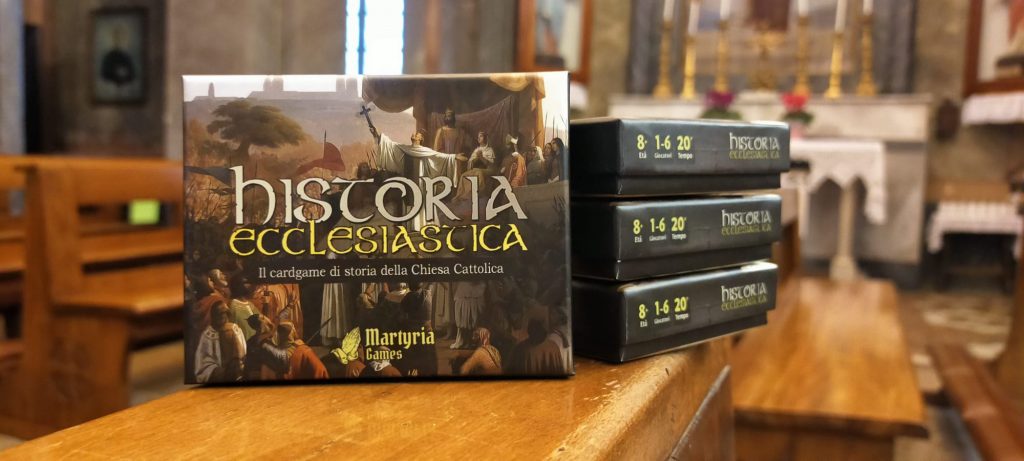 HISTORIA
ECCLESIASTICA
Il cardgame di storia della Chiesa Cattolica
Martyria
Games
8+ 1-6 20'
Età Giocatori Tempo
HISTORIA
ECCLESIASTICA
8+ 1-6 20'
Età Giocatori Tempo
HISTORIA
ECCLESIASTICA
8+ 1-6 20'
Età Giocatori Tempo
HISTORIA
ECCLESIASTICA